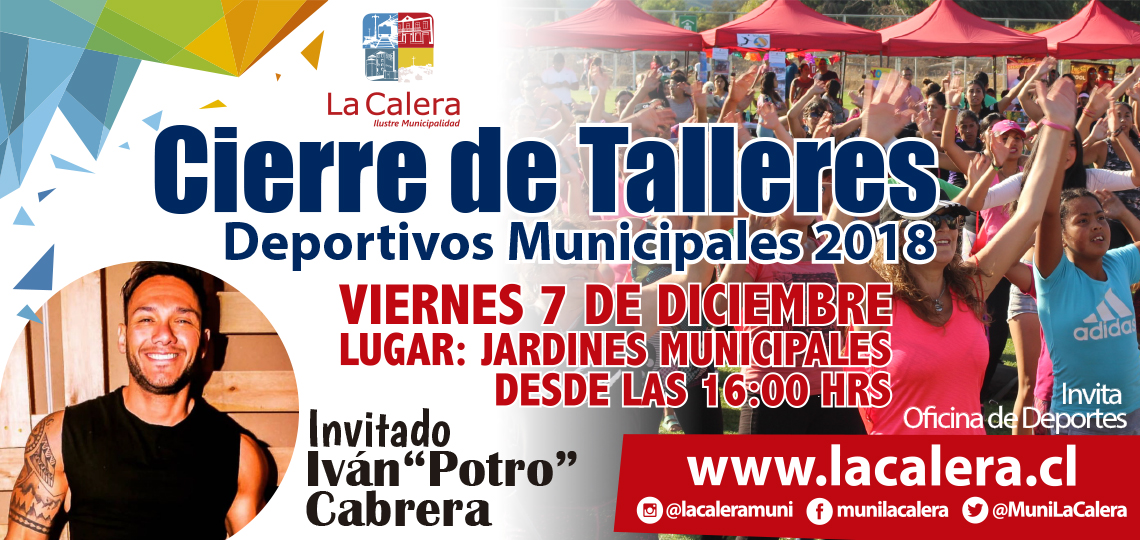 La Calera
Ilustre Municipalidad
Cierre de Talleres
Deportivos Municipales 2018
VIERNES 7 DE DICIEMBRE
LUGAR: JARDINES MUNICIPALES
DESDE LAS 16:00 HRS
Invitado
Iván “Potro”
Cabrera
adidas
Invita
Oficina de Deportes
www.lacalera.cl
@lacaleramuni munilacalera @MuniLaCalera